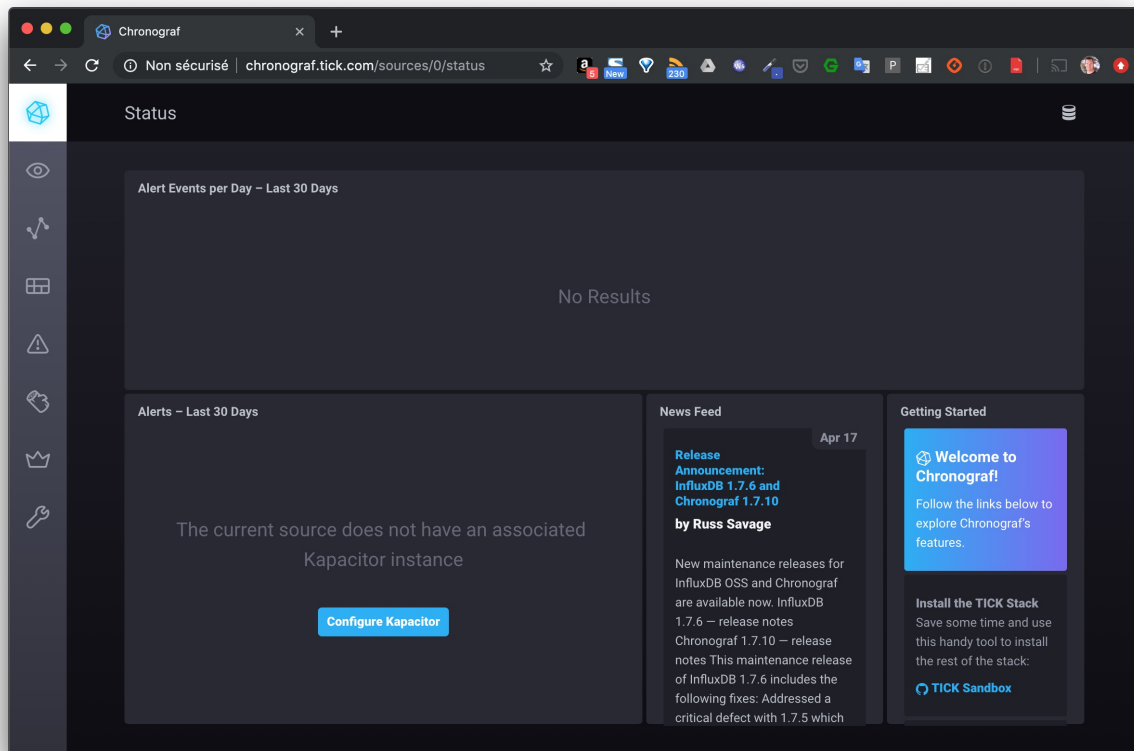 Chronograf
Non sécurisé | chronograf.tick.com/sources/0/status
5
New
230
Status
Alert Events per Day – Last 30 Days
No Results
Alerts – Last 30 Days
The current source does not have an associated
Kapacitor instance
Configure Kapacitor
News Feed
Apr 17
Release
Announcement:
InfluxDB 1.7.6 and
Chronograf 1.7.10
by Russ Savage
New maintenance releases for
InfluxDB OSS and Chronograf
are available now. InfluxDB
1.7.6 — release notes
Chronograf 1.7.10 — release
notes This maintenance release
of InfluxDB 1.7.6 includes the
following fixes: Addressed a
critical defect with 1.7.5 which
Getting Started
Welcome to
Chronograf!
Follow the links below to
explore Chronograf's
features.
Install the TICK Stack
Save some time and use
this handy tool to install
the rest of the stack:
TICK Sandbox